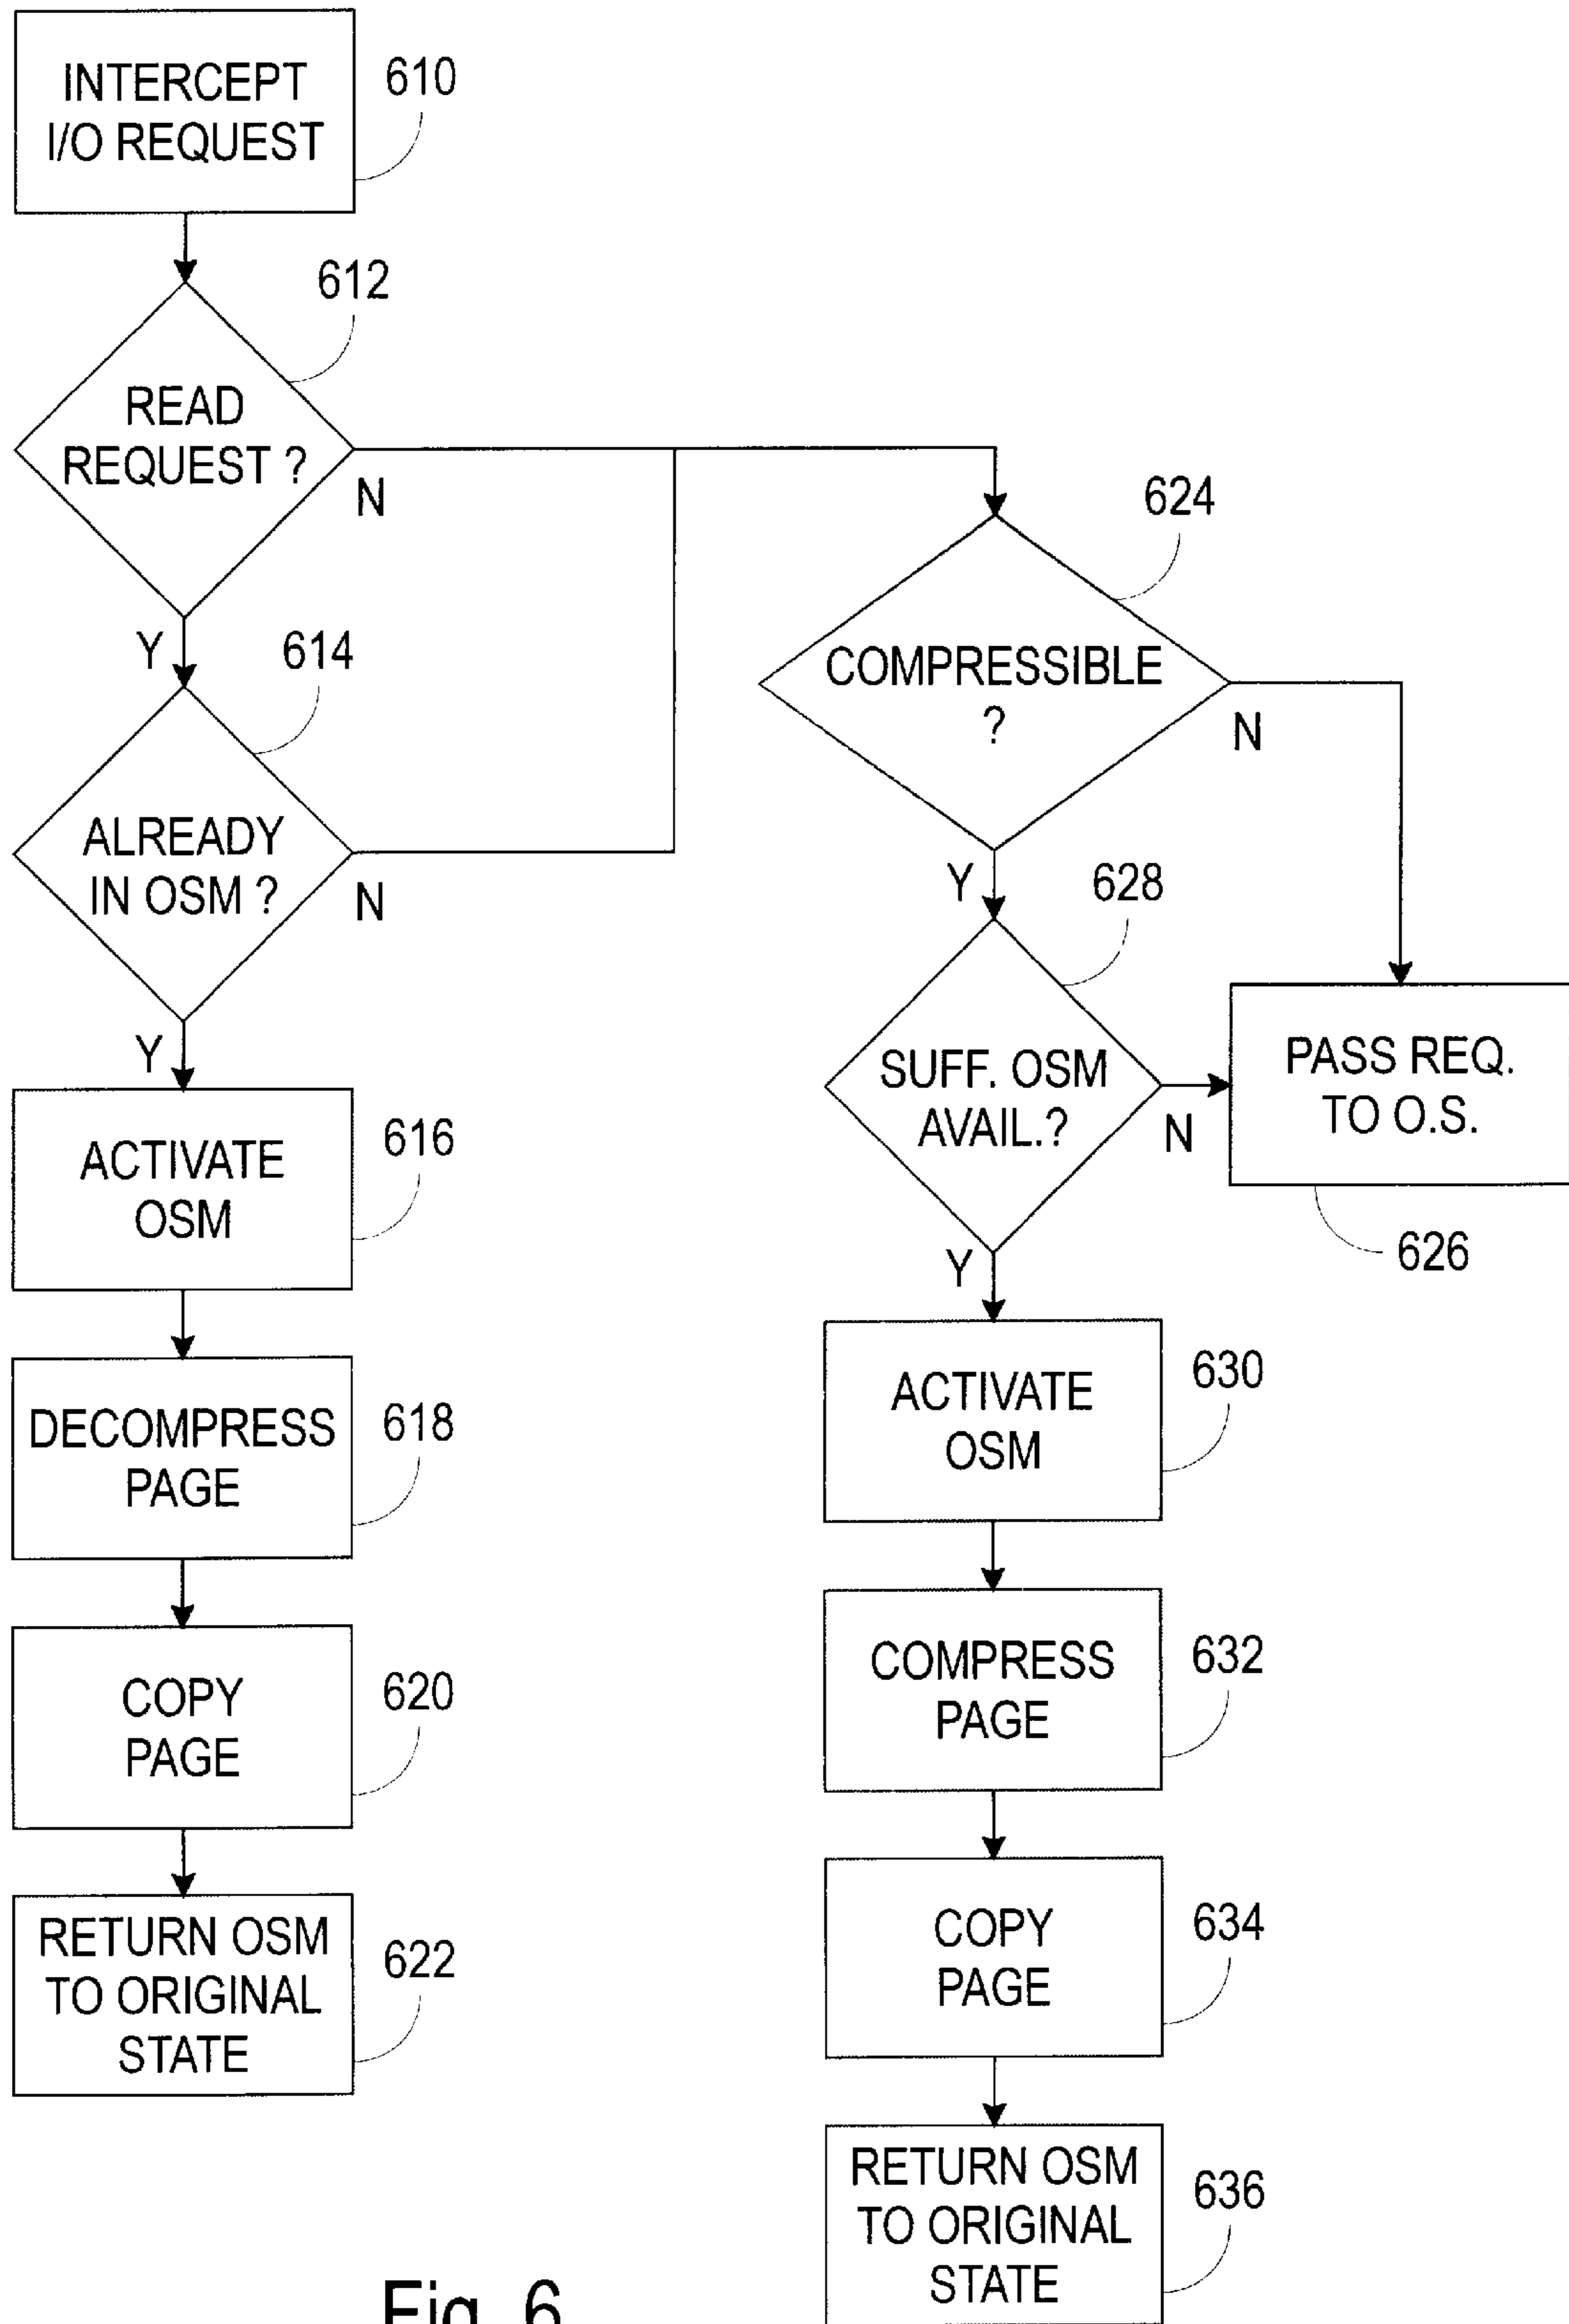 INTERCEPT
I/O REQUEST
610
612
READ
REQUEST ?
N
Y
614
ALREADY
IN OSM ?
N
Y
ACTIVATE
OSM
616
DECOMPRESS
PAGE
618
COPY
PAGE
620
RETURN OSM
TO ORIGINAL
STATE
622
624
COMPRESSIBLE
?
N
Y
628
SUFF. OSM
AVAIL.?
N
Y
PASS REQ.
TO O.S.
626
ACTIVATE
OSM
630
COMPRESS
PAGE
632
COPY
PAGE
634
RETURN OSM
TO ORIGINAL
STATE
636
Fig. 6